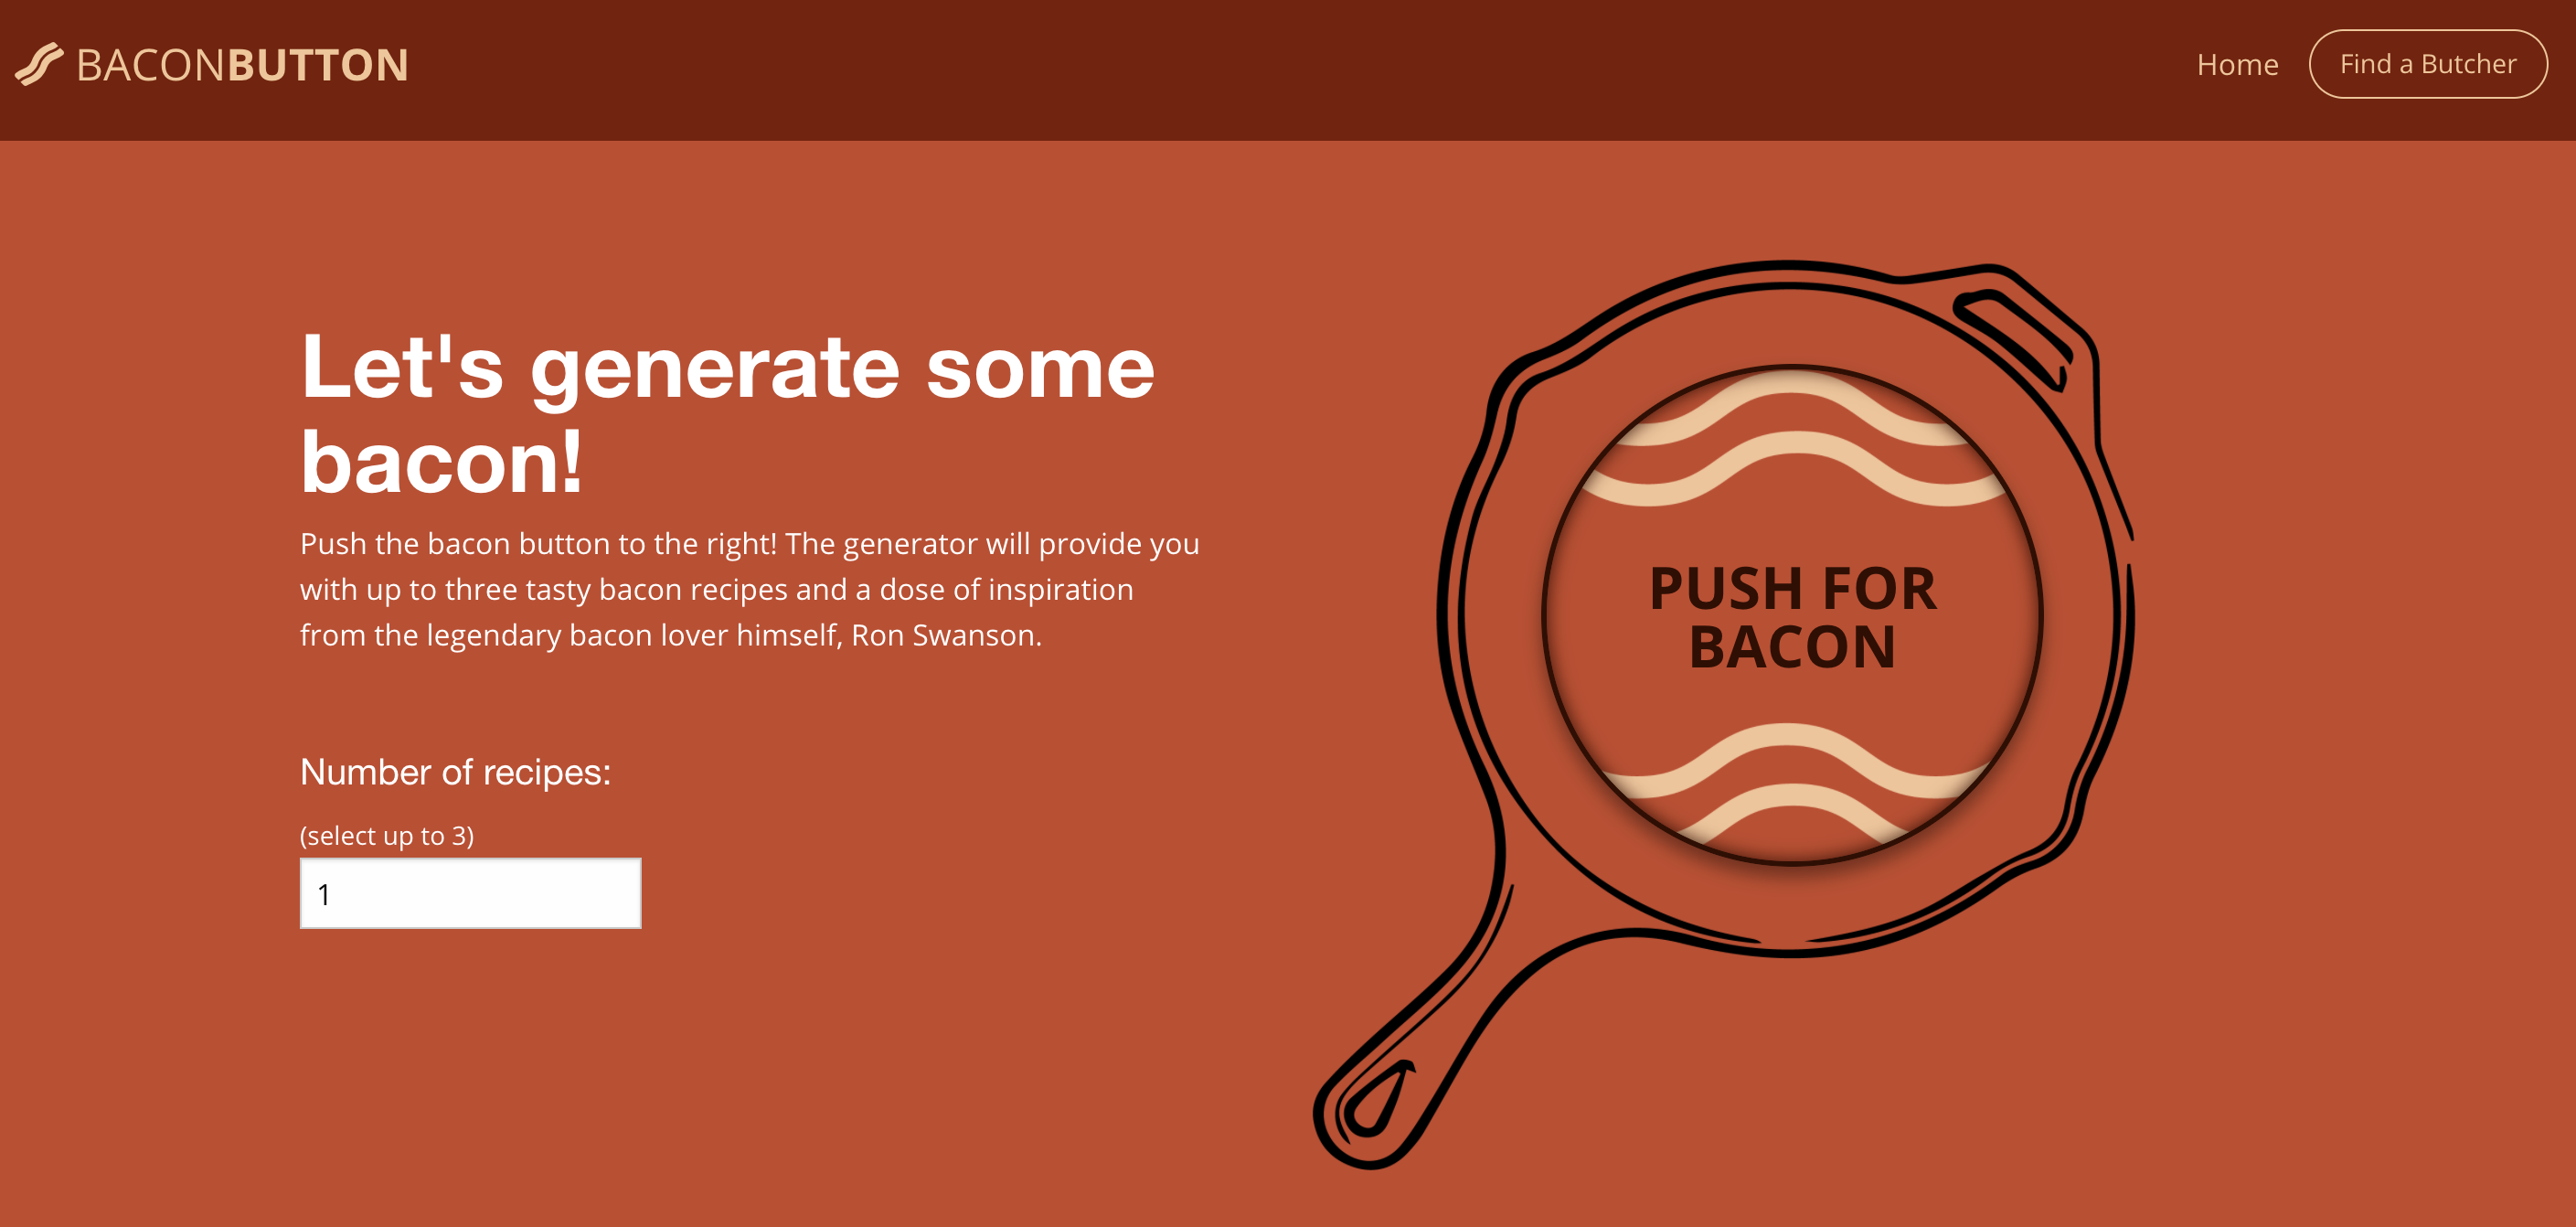 BACONBUTTON
Home
Find a Butcher
Let's generate some
bacon!
Push the bacon button to the right! The generator will provide you
with up to three tasty bacon recipes and a dose of inspiration
from the legendary bacon lover himself, Ron Swanson.
Number of recipes:
(select up to 3)
1
PUSH FOR
BACON